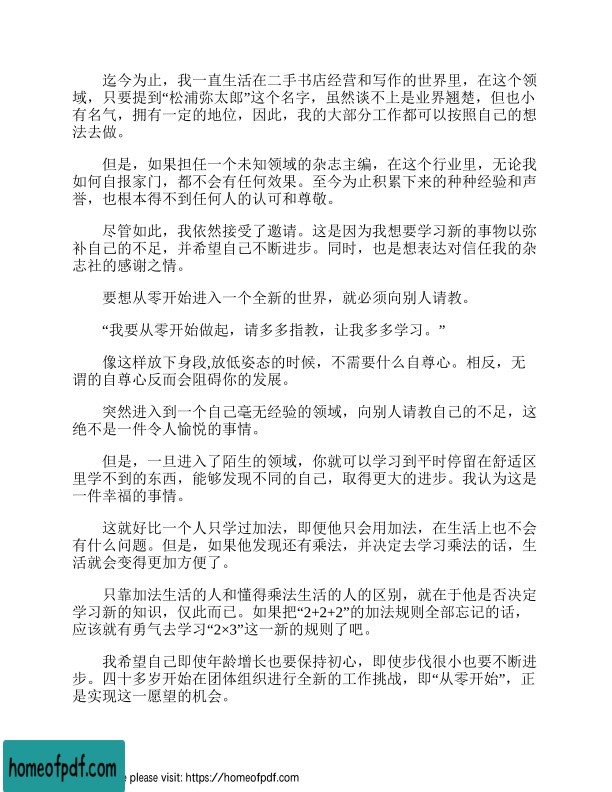 迄今为止，我一直生活在二手书店经营和写作的世界里，在这个领
域，只要提到“松浦弥太郎”这个名字，虽然谈不上是业界翘楚，但也小
有名气，拥有一定的地位，因此，我的大部分工作都可以按照自己的想
法去做。
但是，如果担任一个未知领域的杂志主编，在这个行业里，无论我
如何自报家门，都不会有任何效果。至今为止积累下来的种种经验和声
誉，也根本得不到任何人的认可和尊敬。
尽管如此，我依然接受了邀请。这是因为我想要学习新的事物以弥
补自己的不足，并希望自己不断进步。同时，也是想表达对信任我的杂
志社的感谢之情。
要想从零开始进入一个全新的世界，就必须向别人请教。
“我要从零开始做起，请多多指教，让我多多学习。”
像这样放下身段,放低姿态的时候，不需要什么自尊心。相反，无
谓的自尊心反而会阻碍你的发展。
突然进入到一个自己毫无经验的领域，向别人请教自己的不足，这
绝不是一件令人愉悦的事情。
但是，一旦进入了陌生的领域，你就可以学习到平时停留在舒适区
里学不到的东西，能够发现不同的自己，取得更大的进步。我认为这是
一件幸福的事情。
这就好比一个人只学过加法，即便他只会用加法，在生活上也不会
有什么问题。但是，如果他发现还有乘法，并决定去学习乘法的话，生
活就会变得更加方便了。
只靠加法生活的人和懂得乘法生活的人的区别，就在于他是否决定
学习新的知识，仅此而已。如果把“2+2+2”的加法规则全部忘记的话，
应该就有勇气去学习“2×3”这一新的规则了吧。
我希望自己即使年龄增长也要保持初心，即使步伐很小也要不断进
步。四十多岁开始在团体组织进行全新的工作挑战，即“从零开始”，正
是实现这一愿望的机会。
homeofpdf.com
please visit: https://homeofpdf.com